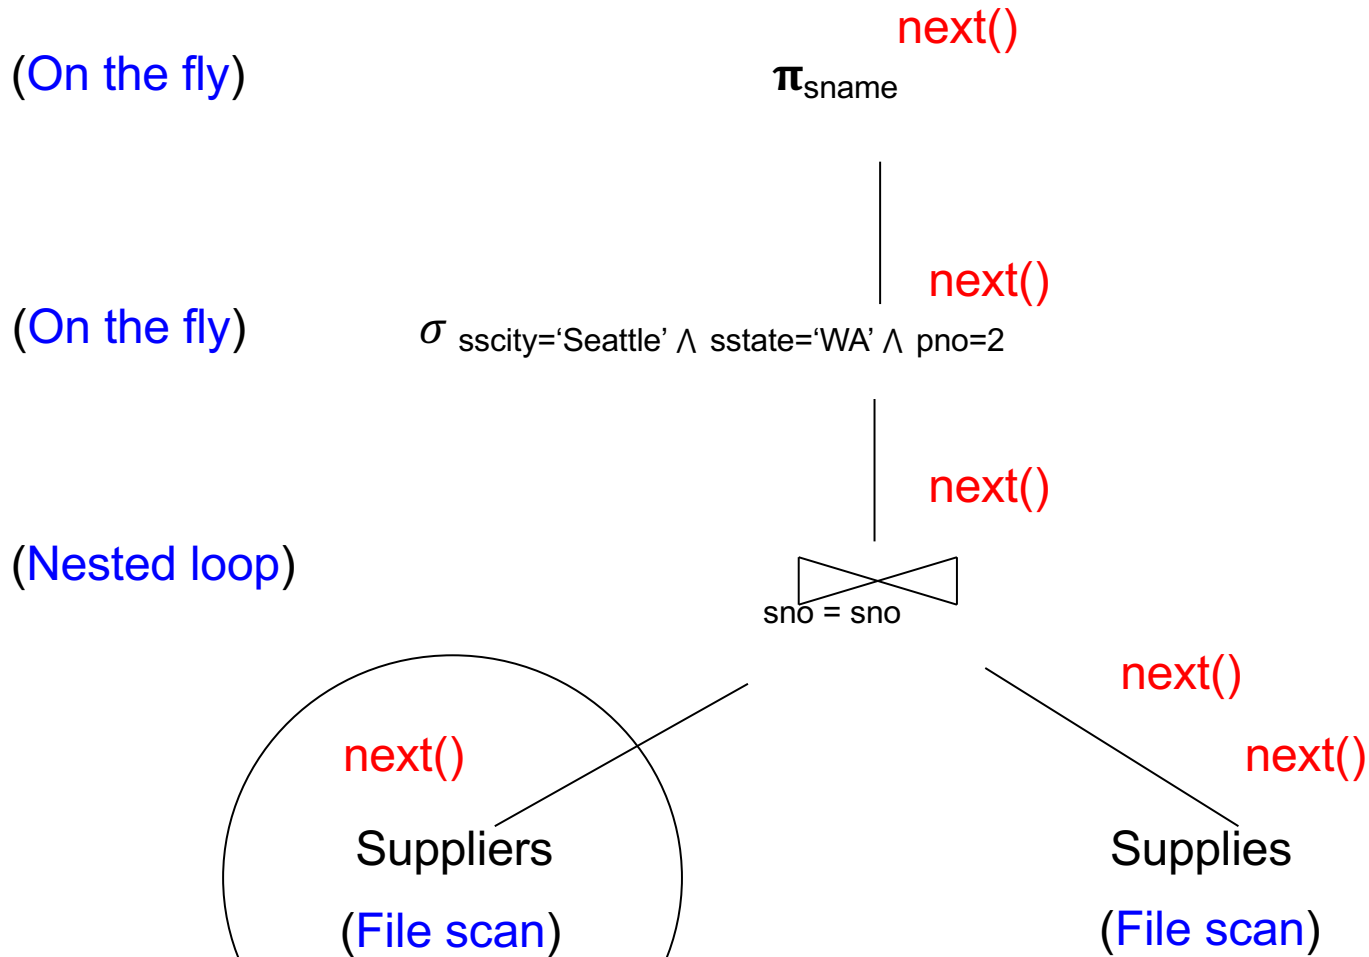 next()
(On the fly) πsname
next()
(On the fly) σ sscity=‘Seattle’ ∧ sstate=‘WA’ ∧ pno=2
next()
(Nested loop)
sno = sno
next()
next() next()
Suppliers Supplies
(File scan) (File scan)